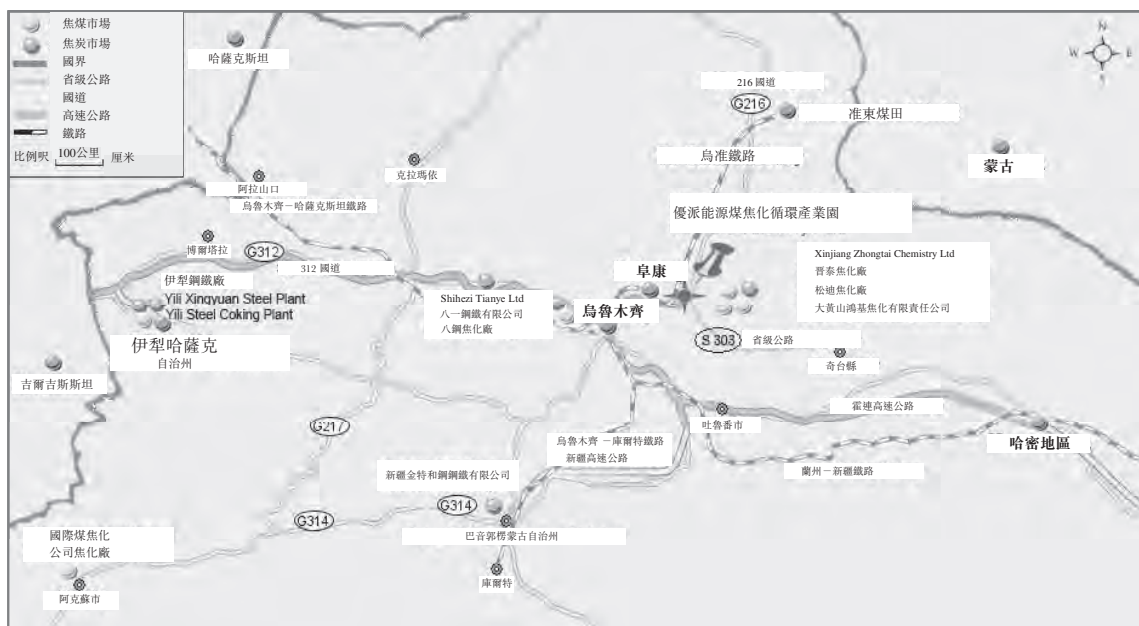 焦煤市場
焦炭市場
國界
省級公路
國道
高速公路
鐵路
比例呎 100公里 厘米
哈薩克斯坦
N
W E
S
216 國道
G216
准東煤田
烏准鐵路
蒙古
克拉瑪依
阿拉山口
烏魯木齊－哈薩克斯坦鐵路
優派能源煤焦化循環產業園
博爾塔拉
G312
312 國道
伊犁鋼鐵廠
Yili Xingyuan Steel Plant
Yili Steel Coking Plant
伊犁哈薩克
自治州
吉爾吉斯斯坦
Shihezi Tianye Ltd
八一鋼鐵有限公司
八鋼焦化廠
阜康
烏魯木齊
Xinjiang Zhongtai Chemistry Ltd
晉泰焦化廠
松迪焦化廠
大黃山鴻基焦化有限責任公司
S 303
省級公路
奇台縣
霍連高速公路
吐魯番市
哈密地區
蘭州－新疆鐵路
烏魯木齊 －庫爾特鐵路
新疆高速公路
G217
新疆金特和鋼鋼鐵有限公司
G314
G314
巴音郭楞蒙古自治州
庫爾特
國際煤焦化
公司焦化廠
阿克蘇市